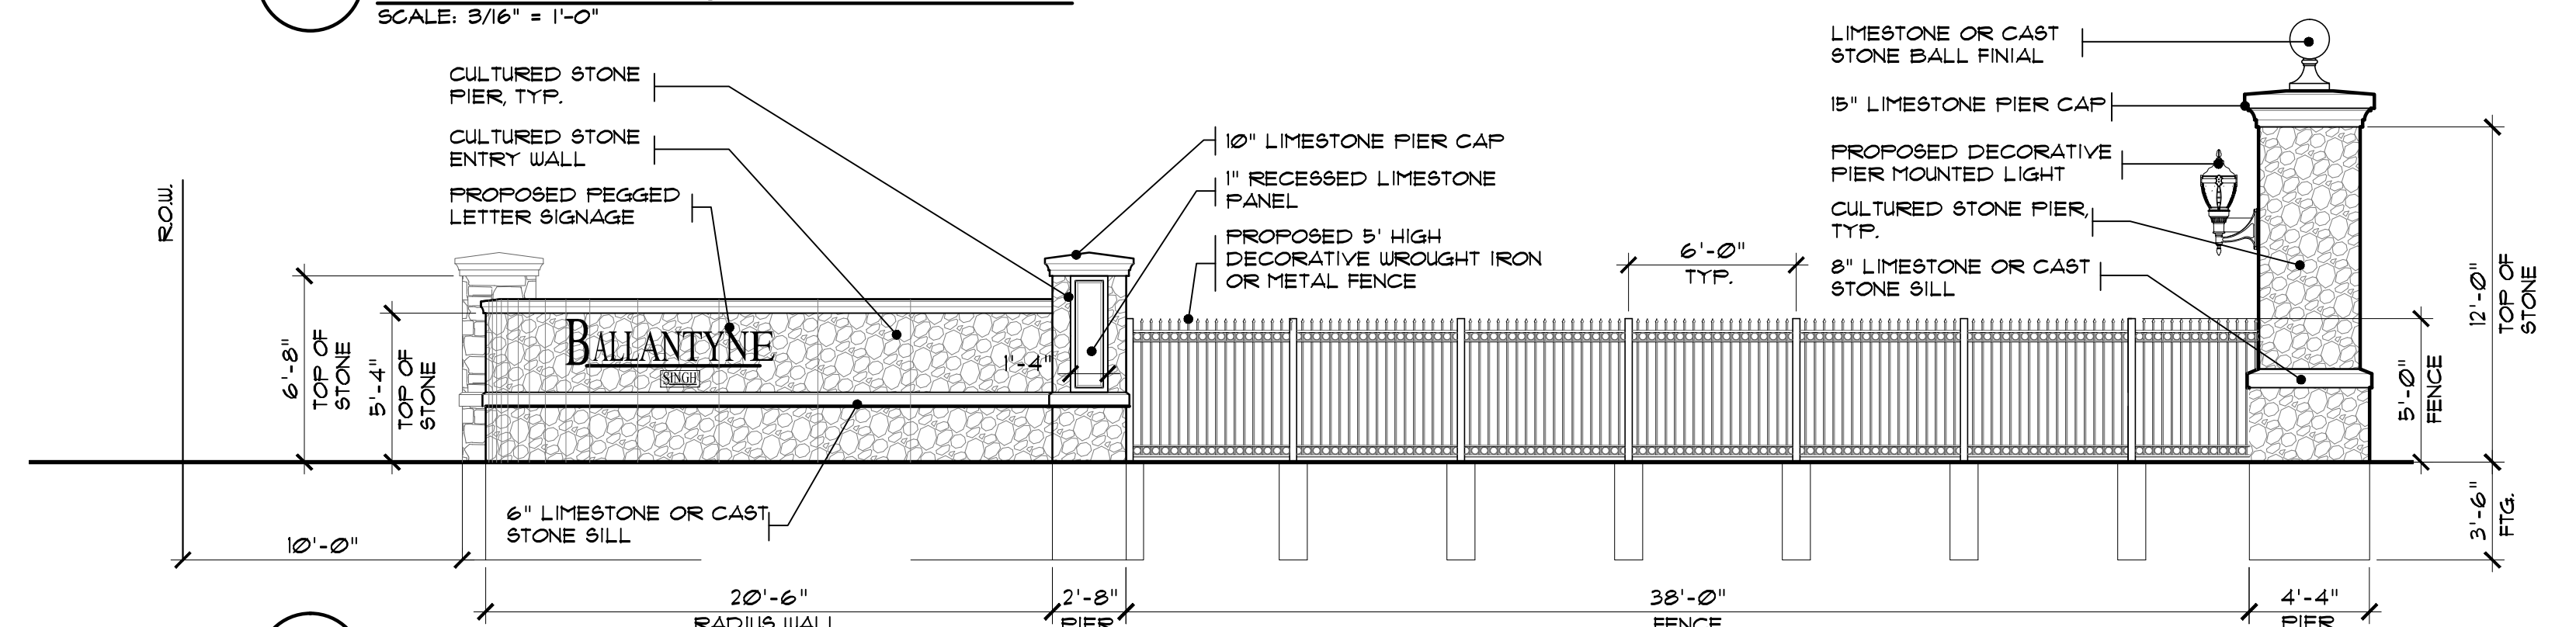 SCALE: 3/16" = 1'-0"
CULTURED STONE
PIER, TYP.
CULTURED STONE
ENTRY WALL
PROPOSED PEGGED
LETTER SIGNAGE
R.O.W.
6'-8"
TOP OF
STONE
5'-4"
TOP OF
STONE
BALLANTYNE
SINGH
1'-4"
10" LIMESTONE PIER CAP
1" RECESSED LIMESTONE
PANEL
PROPOSED 5' HIGH
DECORATIVE WROUGHT IRON
OR METAL FENCE
6'-0"
TYP.
LIMESTONE OR CAST
STONE BALL FINIAL
15" LIMESTONE PIER CAP
PROPOSED DECORATIVE
PIER MOUNTED LIGHT
CULTURED STONE PIER,
TYP.
8" LIMESTONE OR CAST
STONE SILL
12'-0"
TOP OF
STONE
5'-0"
FENCE
3'-6"
FTG.
6" LIMESTONE OR CAST
STONE SILL
10'-0"
20'-6"
RADIUS WALL
2'-8"
PIER
38'-0"
FENCE
4'-4"
PIER